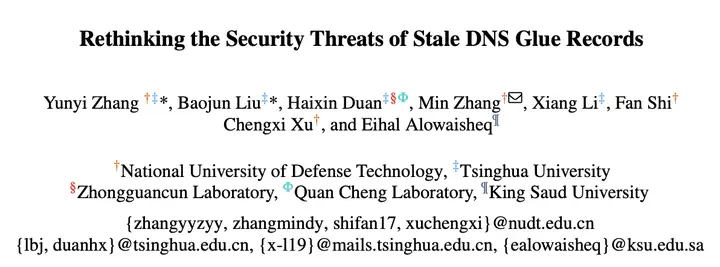 Rethinking the Security Threats of Stale DNS Glue Records
Yunyi Zhang †‡*, Baojun Liu‡*, Haixin Duan‡§Φ, Min Zhang†✉, Xiang Li‡, Fan Shi†
Chengxi Xu†, and Eihal Alowaisheq¶
†National University of Defense Technology, ‡Tsinghua University
§Zhongguancun Laboratory, ΦQuan Cheng Laboratory, ¶King Saud University
{zhangyyzyy, zhangmindy, shifan17, xuchengxi}@nudt.edu.cn
{lbj, duanhx}@tsinghua.edu.cn, {x-l19}@mails.tsinghua.edu.cn, {ealowaisheq}@ksu.edu.sa